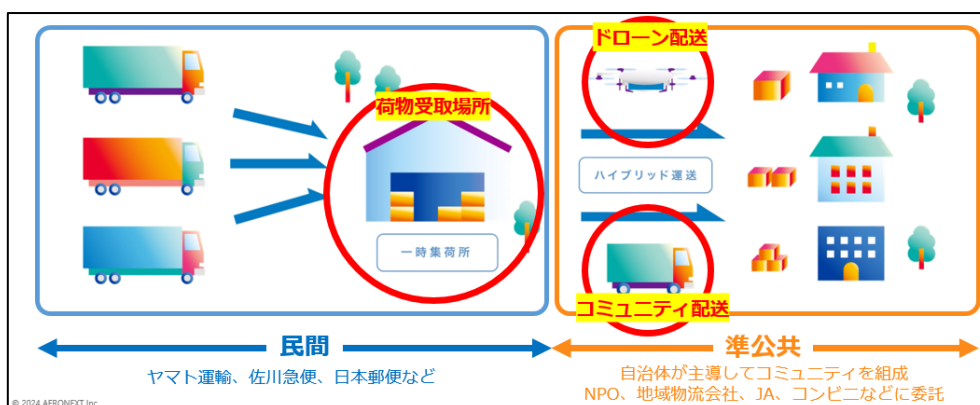 ドローン配送
荷物受取場所
ハイブリッド運送
一時集荷所
コミュニティ配送
民間
準公共
ヤマト運輸、佐川急便、日本郵便など
自治体が主導してコミュニティを組成
NPO、地域物流会社、JA、コンビニなどに委託
© 2024 AERONEXT Inc.